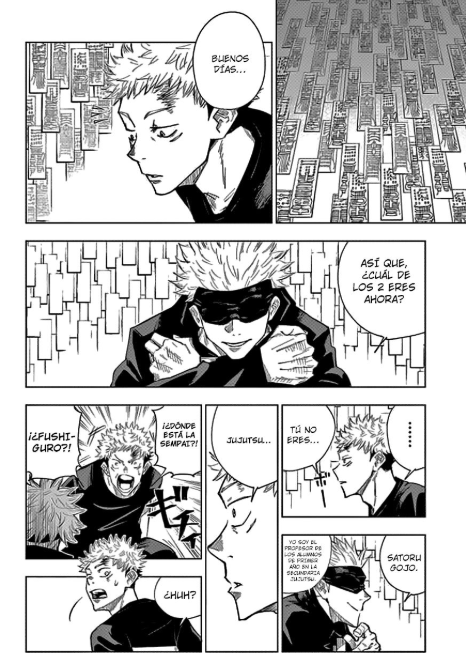 BUENOS
DÍAS...
ASÍ QUE,
¿CUÁL DE
LOS 2 ERES
AHORA?
TÚ NO
ERES...
SATORU
GOJO.
YO SOY EL
PROFESOR DE
LOS ALUMNOS
DE PRIMER
AÑO EN LA
SECUNDARIA
JUJUTSU.
JUJUTSU...
¡¿DÓNDE
ESTÁ LA
SEMPAI?!
¡¿FUSHI-
GURO?!
¿HUH?